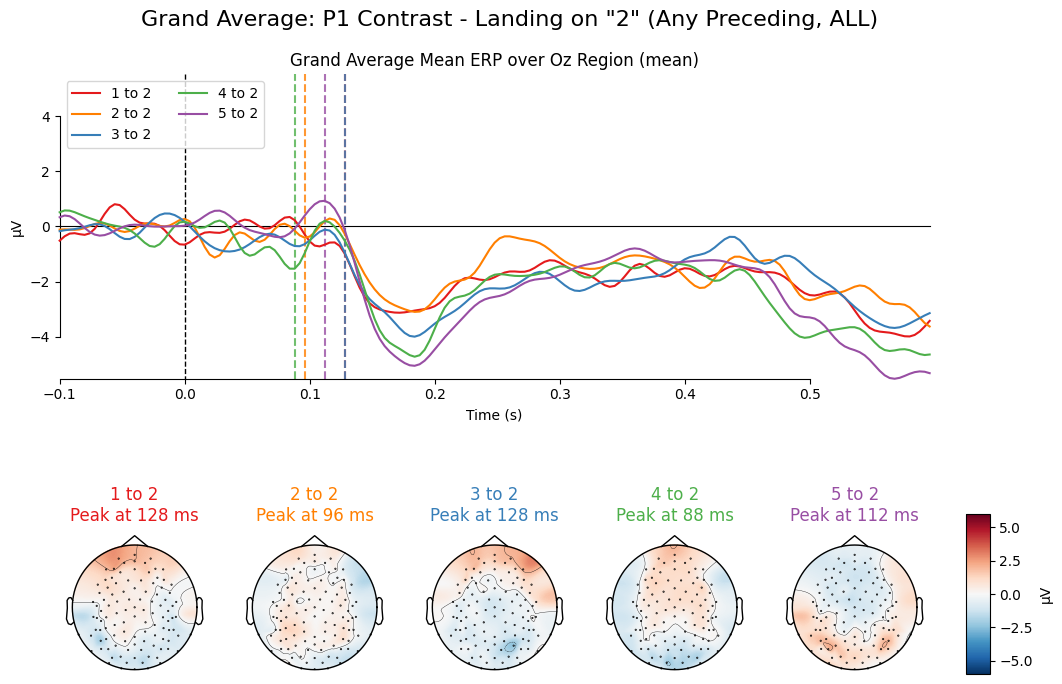 Grand Average: P1 Contrast - Landing on "2" (Any Preceding, ALL)
Grand Average Mean ERP over Oz Region (mean)
1 to 2
2 to 2
3 to 2
4 to 2
5 to 2
µV
4
2
0
−2
−4
−0.1 0.0 0.1 0.2 0.3 0.4 0.5
Time (s)
1 to 2
Peak at 128 ms
2 to 2
Peak at 96 ms
3 to 2
Peak at 128 ms
4 to 2
Peak at 88 ms
5 to 2
Peak at 112 ms
5.0
2.5
0.0
−2.5
−5.0
µV